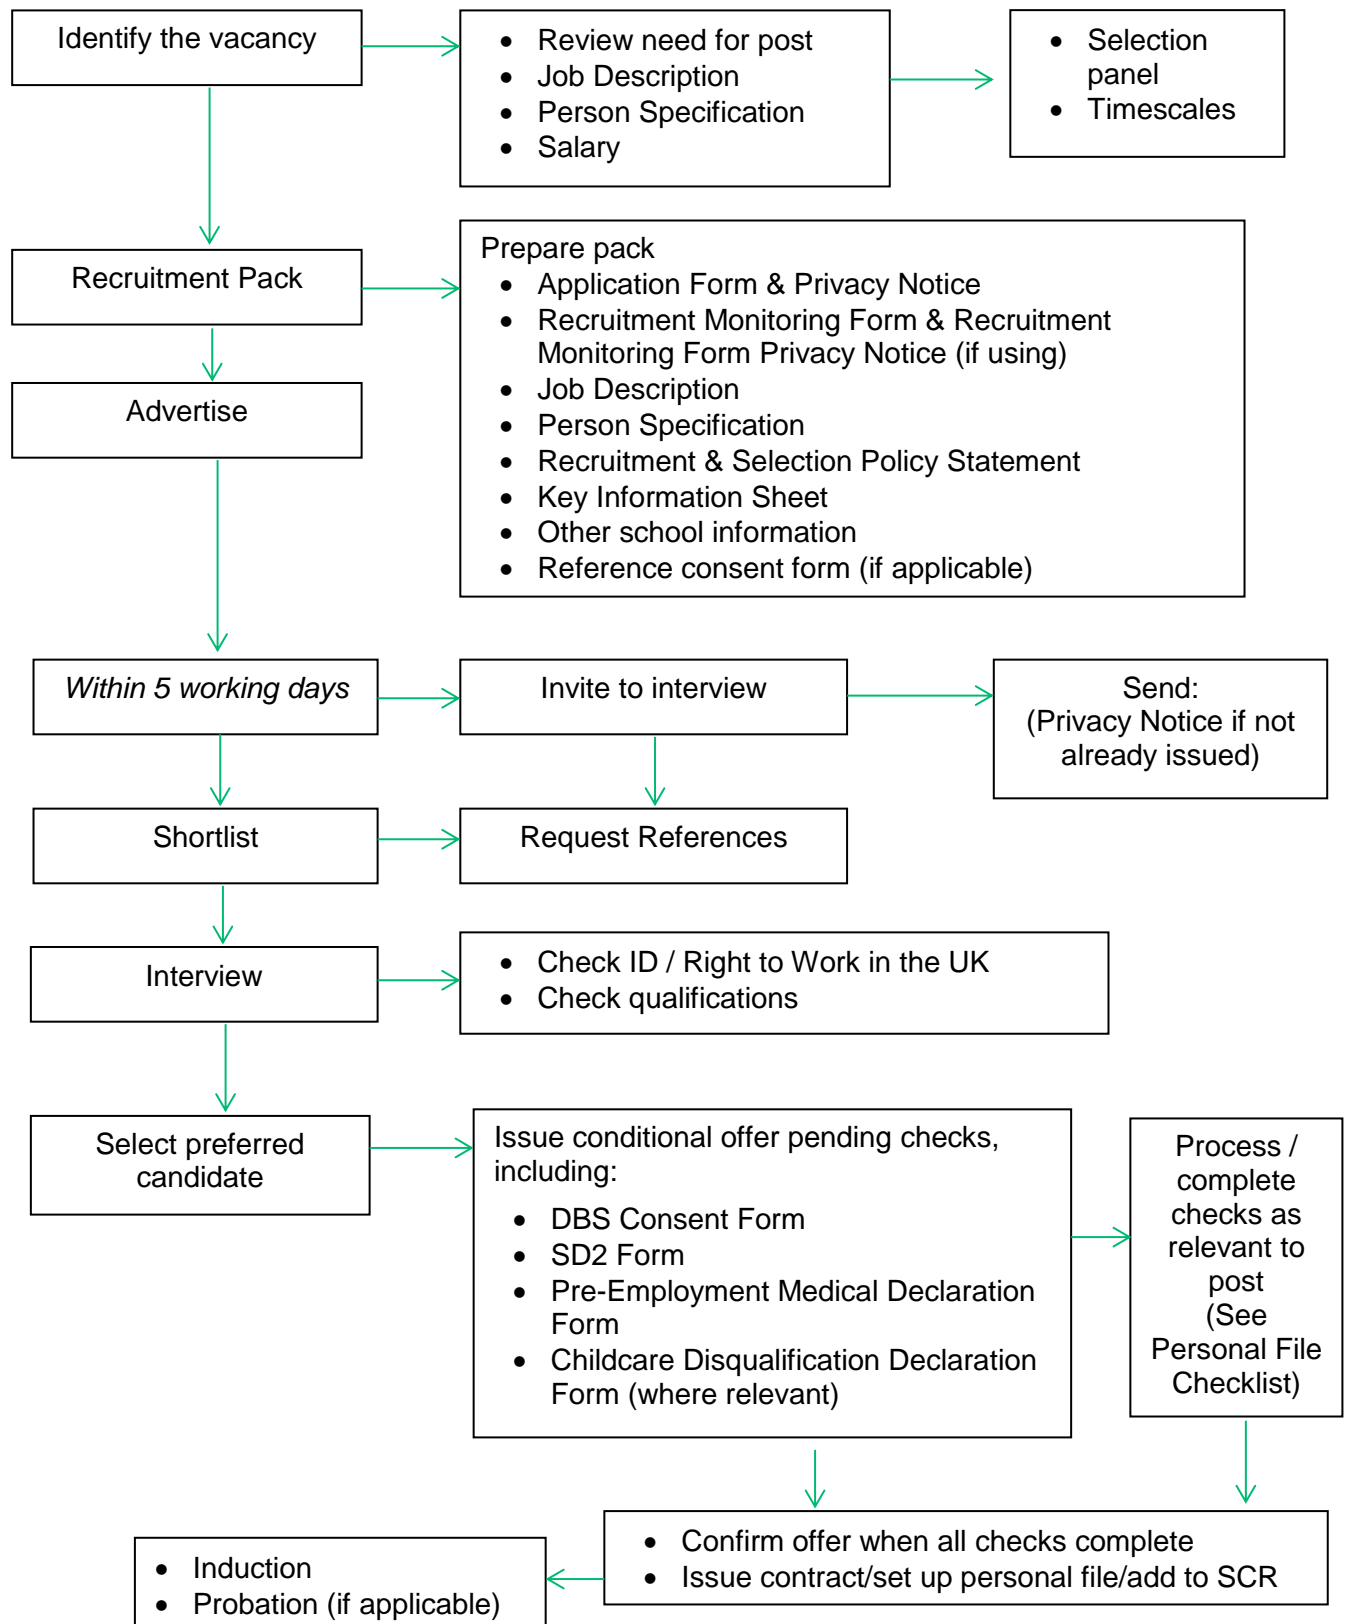 Identify the vacancy
• Review need for post
• Job Description
• Person Specification
• Salary
• Selection
panel
• Timescales
Recruitment Pack
Prepare pack
• Application Form & Privacy Notice
• Recruitment Monitoring Form & Recruitment
Monitoring Form Privacy Notice (if using)
• Job Description
• Person Specification
• Recruitment & Selection Policy Statement
• Key Information Sheet
• Other school information
• Reference consent form (if applicable)
Advertise
Within 5 working days
Invite to interview
Send:
(Privacy Notice if not
already issued)
Shortlist
Request References
Interview
• Check ID / Right to Work in the UK
• Check qualifications
Select preferred
candidate
Issue conditional offer pending checks,
including:
• DBS Consent Form
• SD2 Form
• Pre-Employment Medical Declaration
Form
• Childcare Disqualification Declaration
Form (where relevant)
Process /
complete
checks as
relevant to
post
(See
Personal File
Checklist)
• Confirm offer when all checks complete
• Issue contract/set up personal file/add to SCR
• Induction
• Probation (if applicable)